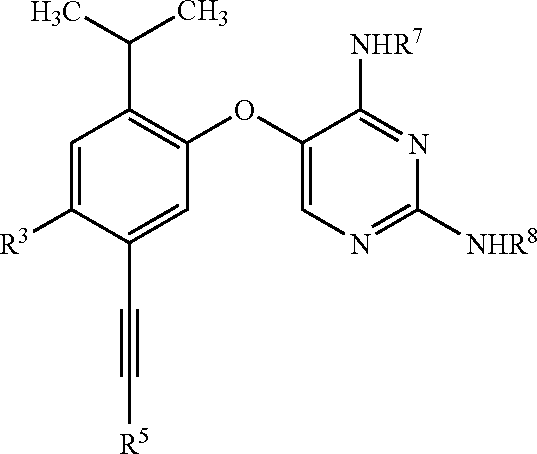 H₃C CH₃
NHR⁷
O
N
R³
N NHR⁸
R⁵